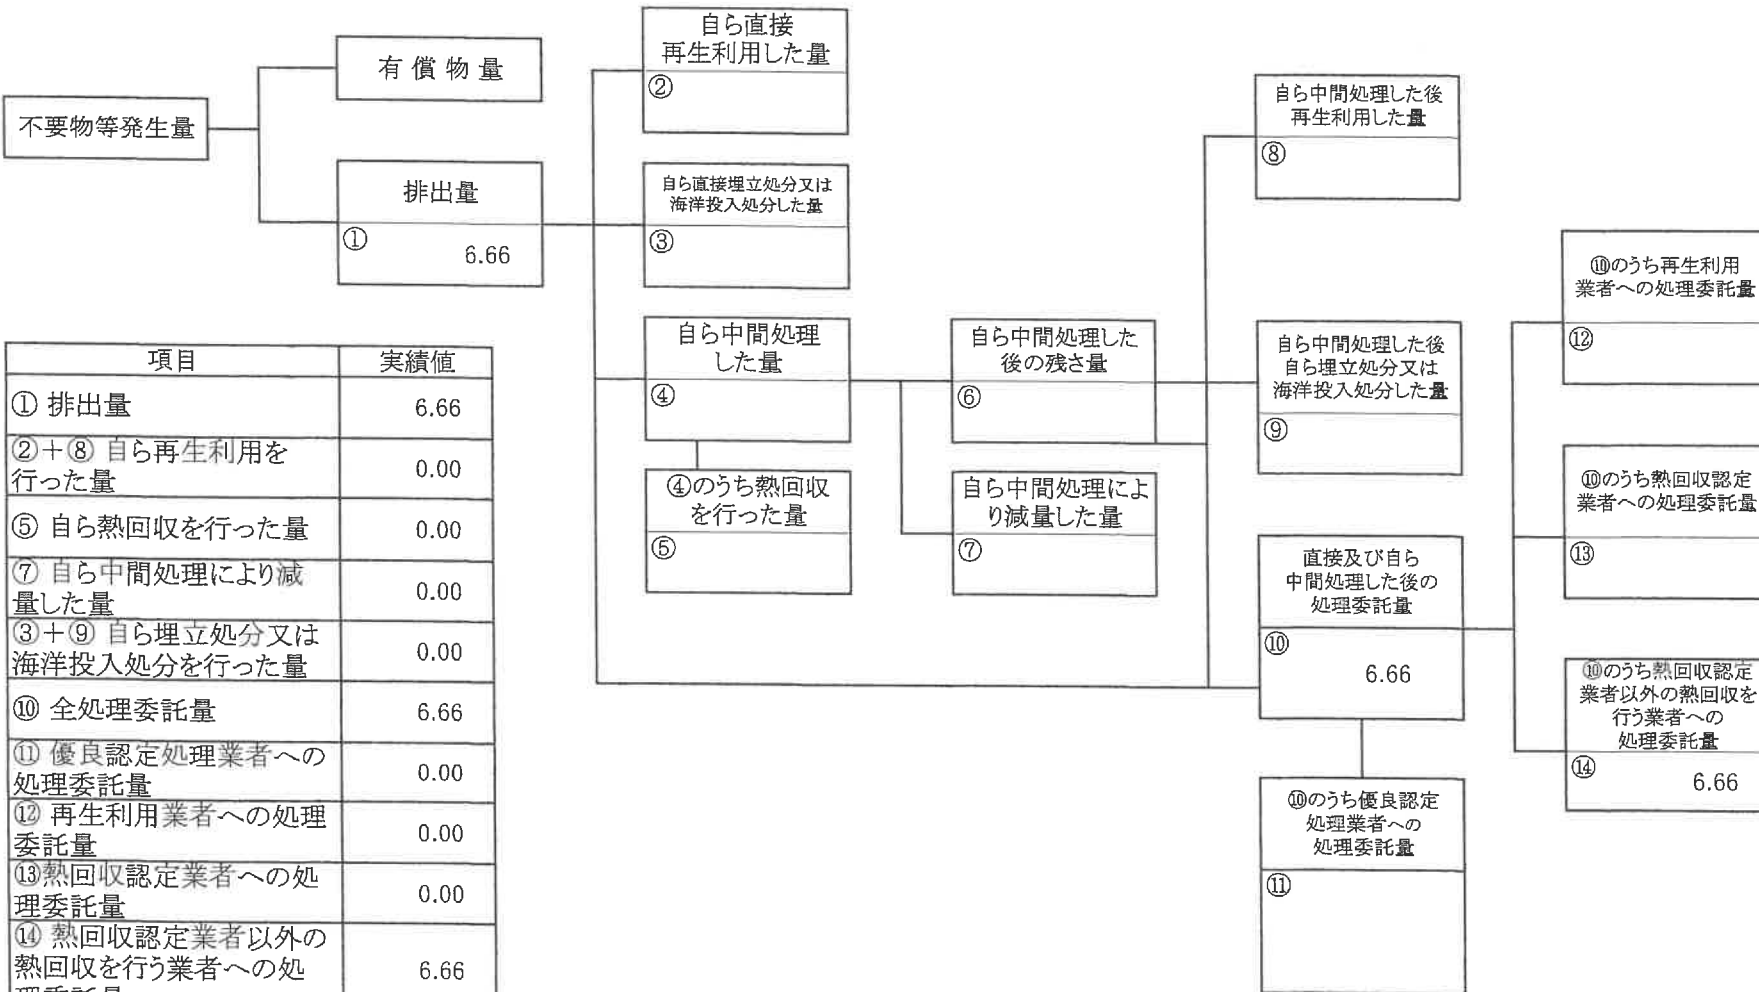 不要物等発生量
有償物量
排出量
① 6.66
自ら直接
再生利用した量
②
自ら直接埋立処分又は
海洋投入処分した量
③
自ら中間処理
した量
④
④のうち熱回収
を行った量
⑤
自ら中間処理した
後の残さ量
⑥
自ら中間処理によ
り減量した量
⑦
自ら中間処理した後
再生利用した量
⑧
自ら中間処理した後
自ら埋立処分又は
海洋投入処分した量
⑨
直接及び自ら
中間処理した後の
処理委託量
⑩
6.66
⑩のうち優良認定
処理業者への
処理委託量
⑪
⑩のうち再生利用
業者への処理委託量
⑫
⑩のうち熱回収認定
業者への処理委託量
⑬
⑩のうち熱回収認定
業者以外の熱回収を
行う業者への
処理委託量
⑭ 6.66
項目 実績値
① 排出量 6.66
②+⑧ 自ら再生利用を
行った量 0.00
⑤ 自ら熱回収を行った量 0.00
⑦ 自ら中間処理により減
量した量 0.00
③+⑨ 自ら埋立処分又は
海洋投入処分を行った量 0.00
⑩ 全処理委託量 6.66
⑪ 優良認定処理業者への
処理委託量 0.00
⑫ 再生利用業者への処理
委託量 0.00
⑬熱回収認定業者への処
理委託量 0.00
⑭ 熱回収認定業者以外の
熱回収を行う業者への処 6.66
理委託量